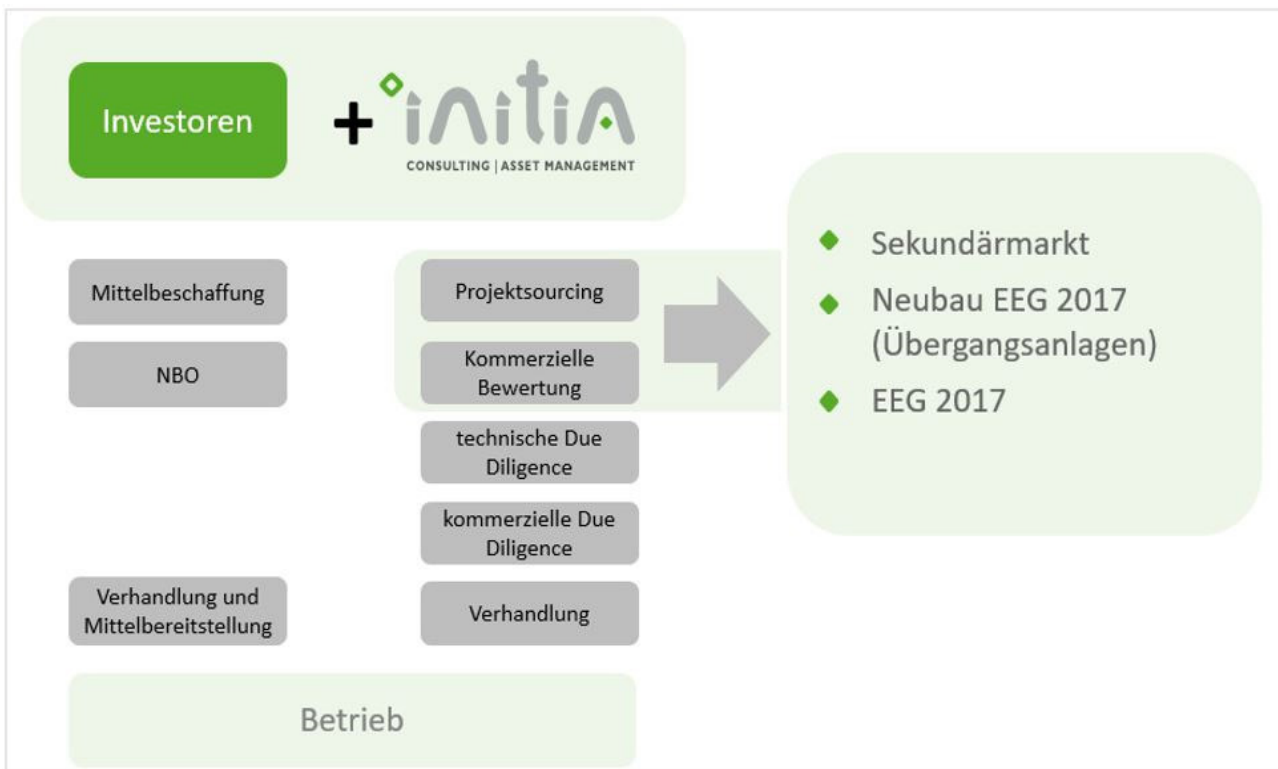 Investoren
+
initia
CONSULTING | ASSET MANAGEMENT
Mittelbeschaffung
NBO
Verhandlung und
Mittelbereitstellung
Projektsourcing
Kommerzielle
Bewertung
technische Due
Diligence
kommerzielle Due
Diligence
Verhandlung
Sekundärmarkt
Neubau EEG 2017
(Übergangsanlagen)
EEG 2017
Betrieb